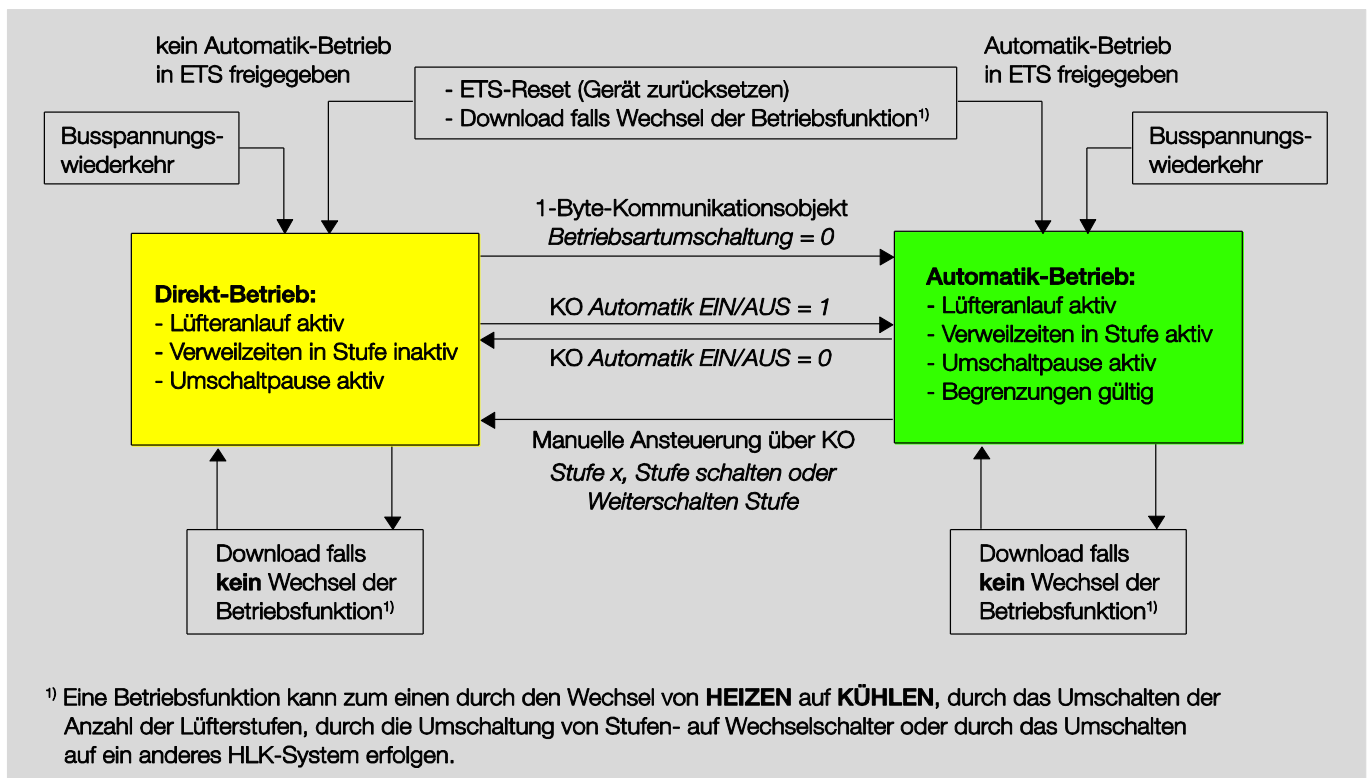 kein Automatik-Betrieb
in ETS freigegeben
Automatik-Betrieb
in ETS freigegeben
- ETS-Reset (Gerät zurücksetzen)
- Download falls Wechsel der Betriebsfunktion¹⁾
Busspannungs-
wiederkehr
Busspannungs-
wiederkehr
1-Byte-Kommunikationsobjekt
Betriebsartumschaltung = 0
Direkt-Betrieb:
- Lüfteranlauf aktiv
- Verweilzeiten in Stufe inaktiv
- Umschaltpause aktiv
KO Automatik EIN/AUS = 1
KO Automatik EIN/AUS = 0
Automatik-Betrieb:
- Lüfteranlauf aktiv
- Verweilzeiten in Stufe aktiv
- Umschaltpause aktiv
- Begrenzungen gültig
Manuelle Ansteuerung über KO
Stufe x, Stufe schalten oder
Weiterschalten Stufe
Download falls
kein Wechsel der
Betriebsfunktion¹⁾
Download falls
kein Wechsel der
Betriebsfunktion¹⁾
¹⁾ Eine Betriebsfunktion kann zum einen durch den Wechsel von HEIZEN auf KÜHLEN, durch das Umschalten der
Anzahl der Lüfterstufen, durch die Umschaltung von Stufen- auf Wechselschalter oder durch das Umschalten
auf ein anderes HLK-System erfolgen.